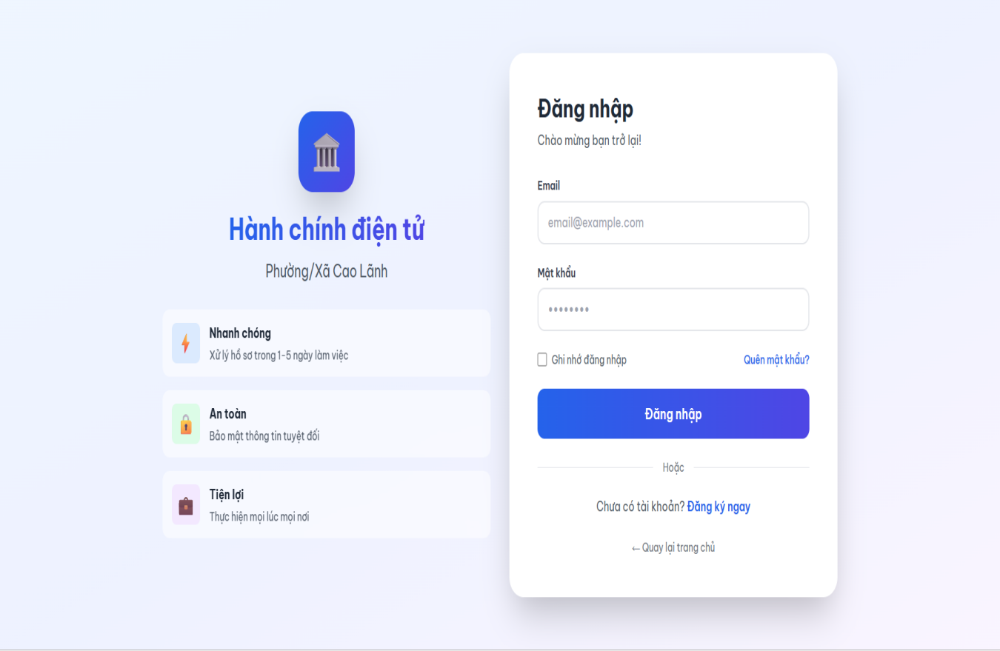 Hành chính điện tử
Phường/Xã Cao Lãnh
Nhanh chóng
Xử lý hồ sơ trong 1-5 ngày làm việc
An toàn
Bảo mật thông tin tuyệt đối
Tiện lợi
Thực hiện mọi lúc mọi nơi
Đăng nhập
Chào mừng bạn trở lại!
Email
email@example.com
Mật khẩu
••••••••
Ghi nhớ đăng nhập
Quên mật khẩu?
Đăng nhập
Hoặc
Chưa có tài khoản? Đăng ký ngay
← Quay lại trang chủ